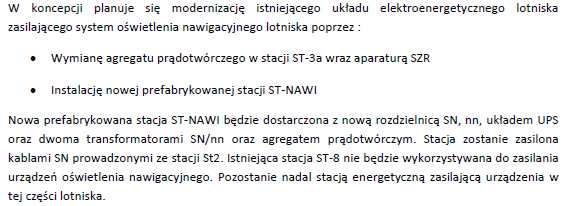 W koncepcji planuje się modernizację istniejącego układu elektroenergetycznego lotniska
zasilającego system oświetlenia nawigacyjnego lotniska poprzez :
• Wymianę agregatu prądotwórczego w stacji ST-3a wraz aparaturą SZR
• Instalację nowej prefabrykowanej stacji ST-NAWI
Nowa prefabrykowana stacja ST-NAWI będzie dostarczona z nową rozdzielnicą SN, nn, układem UPS
oraz dwoma transformatorami SN/nn oraz agregatem prądotwórczym. Stacja zostanie zasilona
kablami SN prowadzonymi ze stacji St2. Istniejąca stacja ST-8 nie będzie wykorzystywana do zasilania
urządzeń oświetlenia nawigacyjnego. Pozostanie nadal stacją energetyczną zasilającą urządzenia w
tej części lotniska.